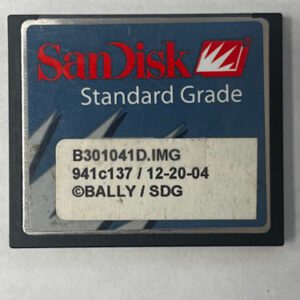 SanDisk
Standard Grade
B301041D.IMG
941c137 / 12-20-04
©BALLY / SDG